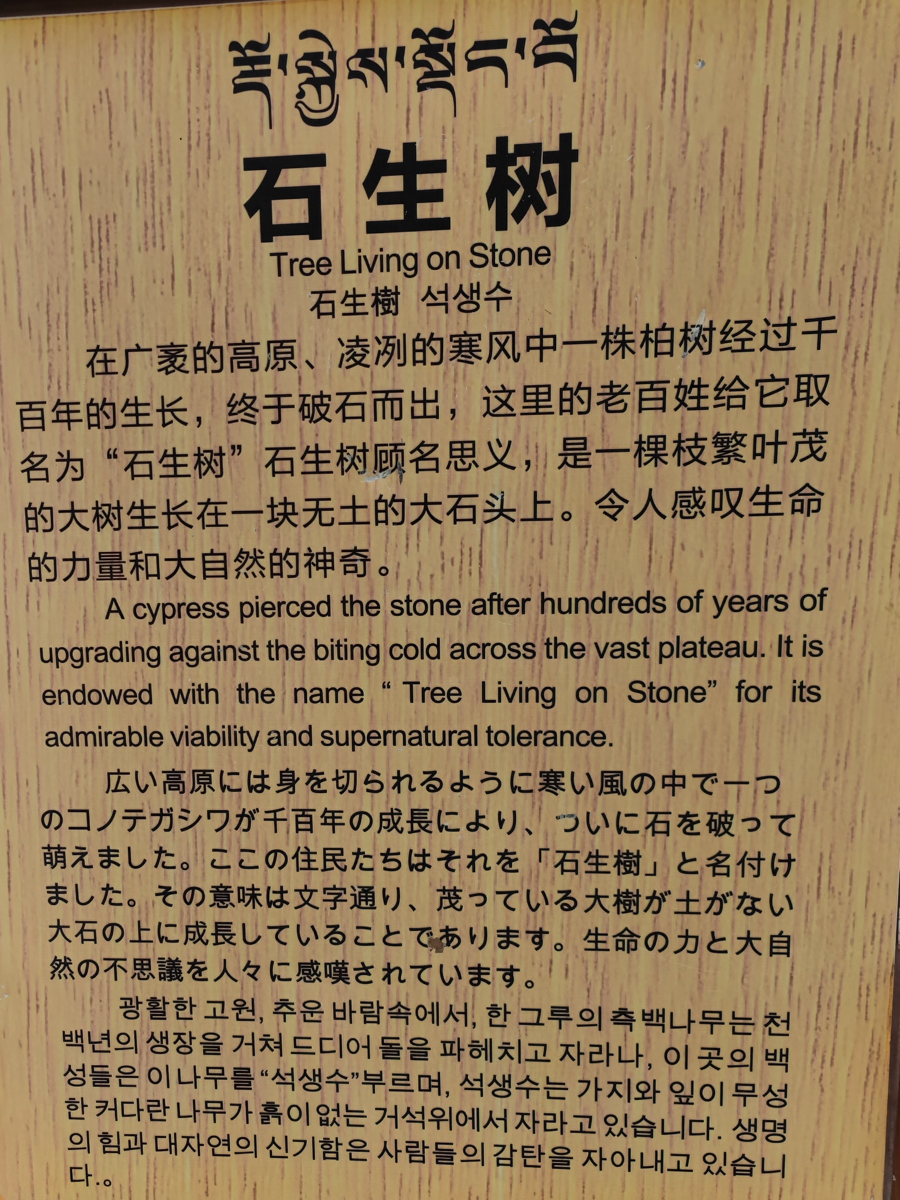 石生树
Tree Living on Stone
石生樹 석생수
在广袤的高原、凌冽的寒风中一株柏树经过千
百年的生长，终于破石而出，这里的老百姓给它取
名为“石生树”石生树顾名思义，是一棵枝繁叶茂
的大树生长在一块无土的大石头上。令人感叹生命
的力量和大自然的神奇。
A cypress pierced the stone after hundreds of years of
upgrading against the biting cold across the vast plateau. It is
endowed with the name “ Tree Living on Stone” for its
admirable viability and supernatural tolerance.
広い高原には身を切られるように寒い風の中で一つ
のコノテガシワが千百年の成長により、ついに石を破って
萌えました。ここの住民たちはそれを「石生樹」と名付け
ました。その意味は文字通り、茂っている大樹が土がない
大石の上に成長していることであります。生命の力と大自
然の不思議を人々に感嘆されています。
광활한 고원, 추운 바람속에서, 한 그루의 측백나무는 천
백년의 생장을 거쳐 드디어 돌을 파헤치고 자라나, 이 곳의 백
성들은 이 나무를 “석생수”부르며, 석생수는 가지와 잎이 무성
한 커다란 나무가 흙이 없는 거석위에서 자라고 있습니다. 생명
의 힘과 대자연의 신기함은 사람들의 감탄을 자아내고 있습니
다.。